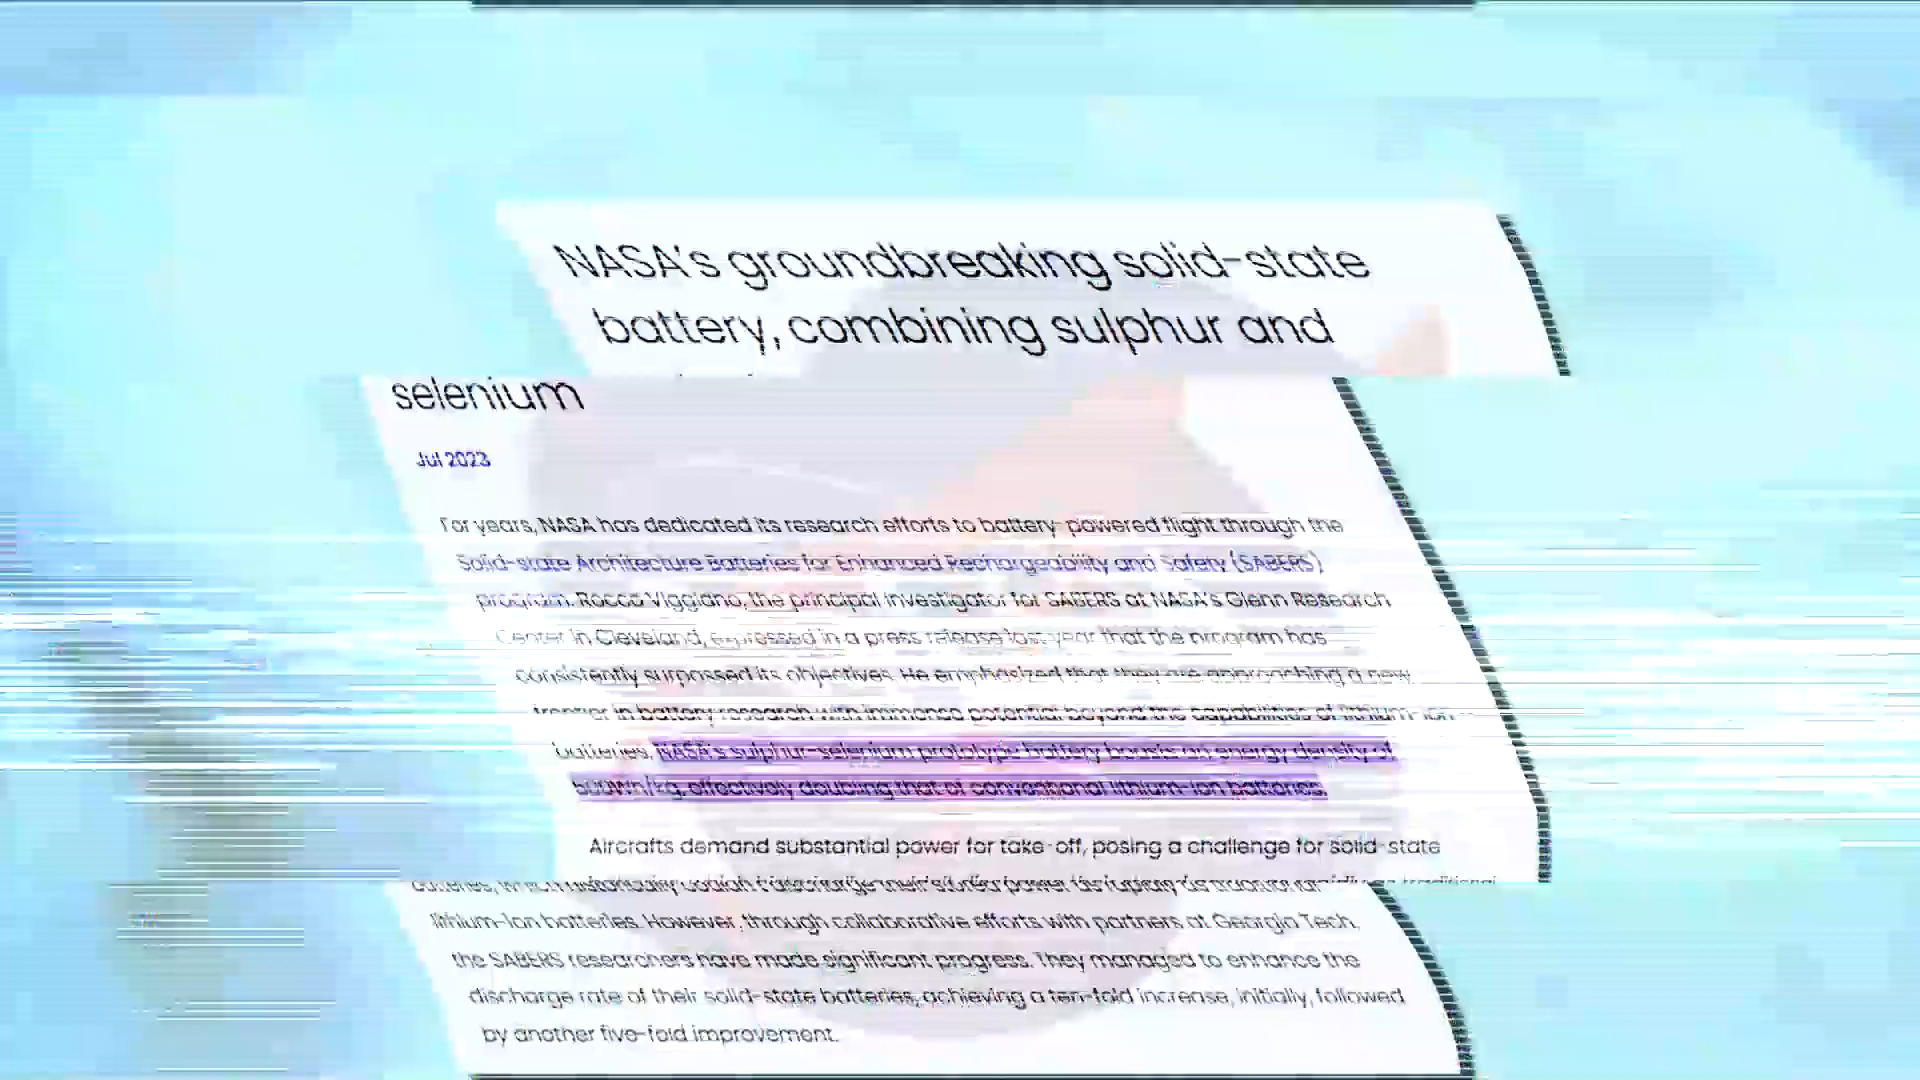 NASA's groundbreaking solid-state
battery, combining sulphur and
selenium
Jul 2023
For years, NASA has dedicated its research efforts to battery-powered flight through the
Solid-state Architecture Batteries for Enhanced Rechargeability and Safety (SABERS)
program. Rocco Viggiano, the principal investigator for SABERS at NASA's Glenn Research
Center in Cleveland, expressed in a press release last year that the program has
consistently surpassed its objectives. He emphasized that they are approaching a new
frontier in battery research with immense potential beyond the capabilities of lithium-ion
batteries. NASA's sulphur-selenium prototype battery boasts an energy density of
500Wh/kg, effectively doubling that of conventional lithium-ion batteries.
Aircrafts demand substantial power for take-off, posing a challenge for solid-state
batteries, which historically
lithium-ion batteries. However, through collaborative efforts with partners at Georgia Tech,
the SABERS researchers have made significant progress. They managed to enhance the
discharge rate of their solid-state batteries, achieving a ten-fold increase, initially, followed
by another five-fold improvement.